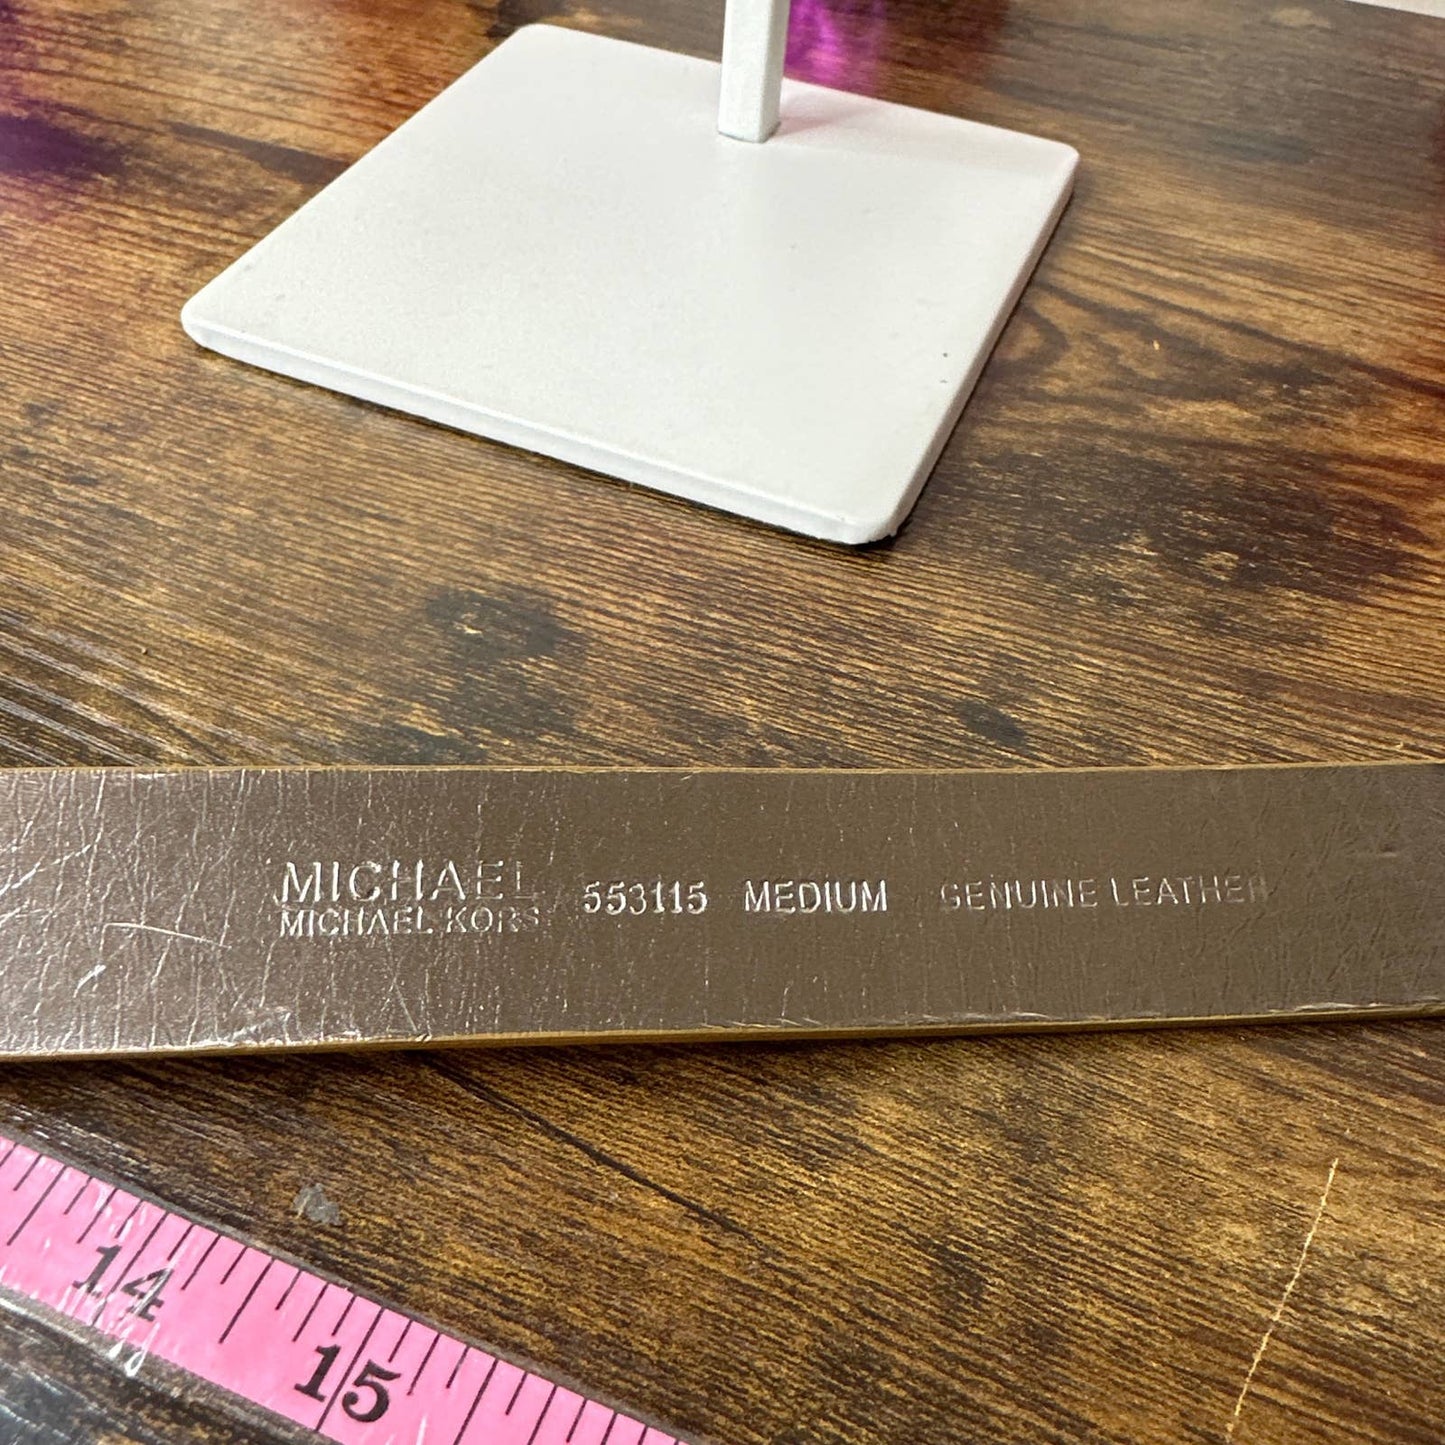 MICHAEL
MICHAEL KORS 553115 MEDIUM GENUINE LEATHER
14
15